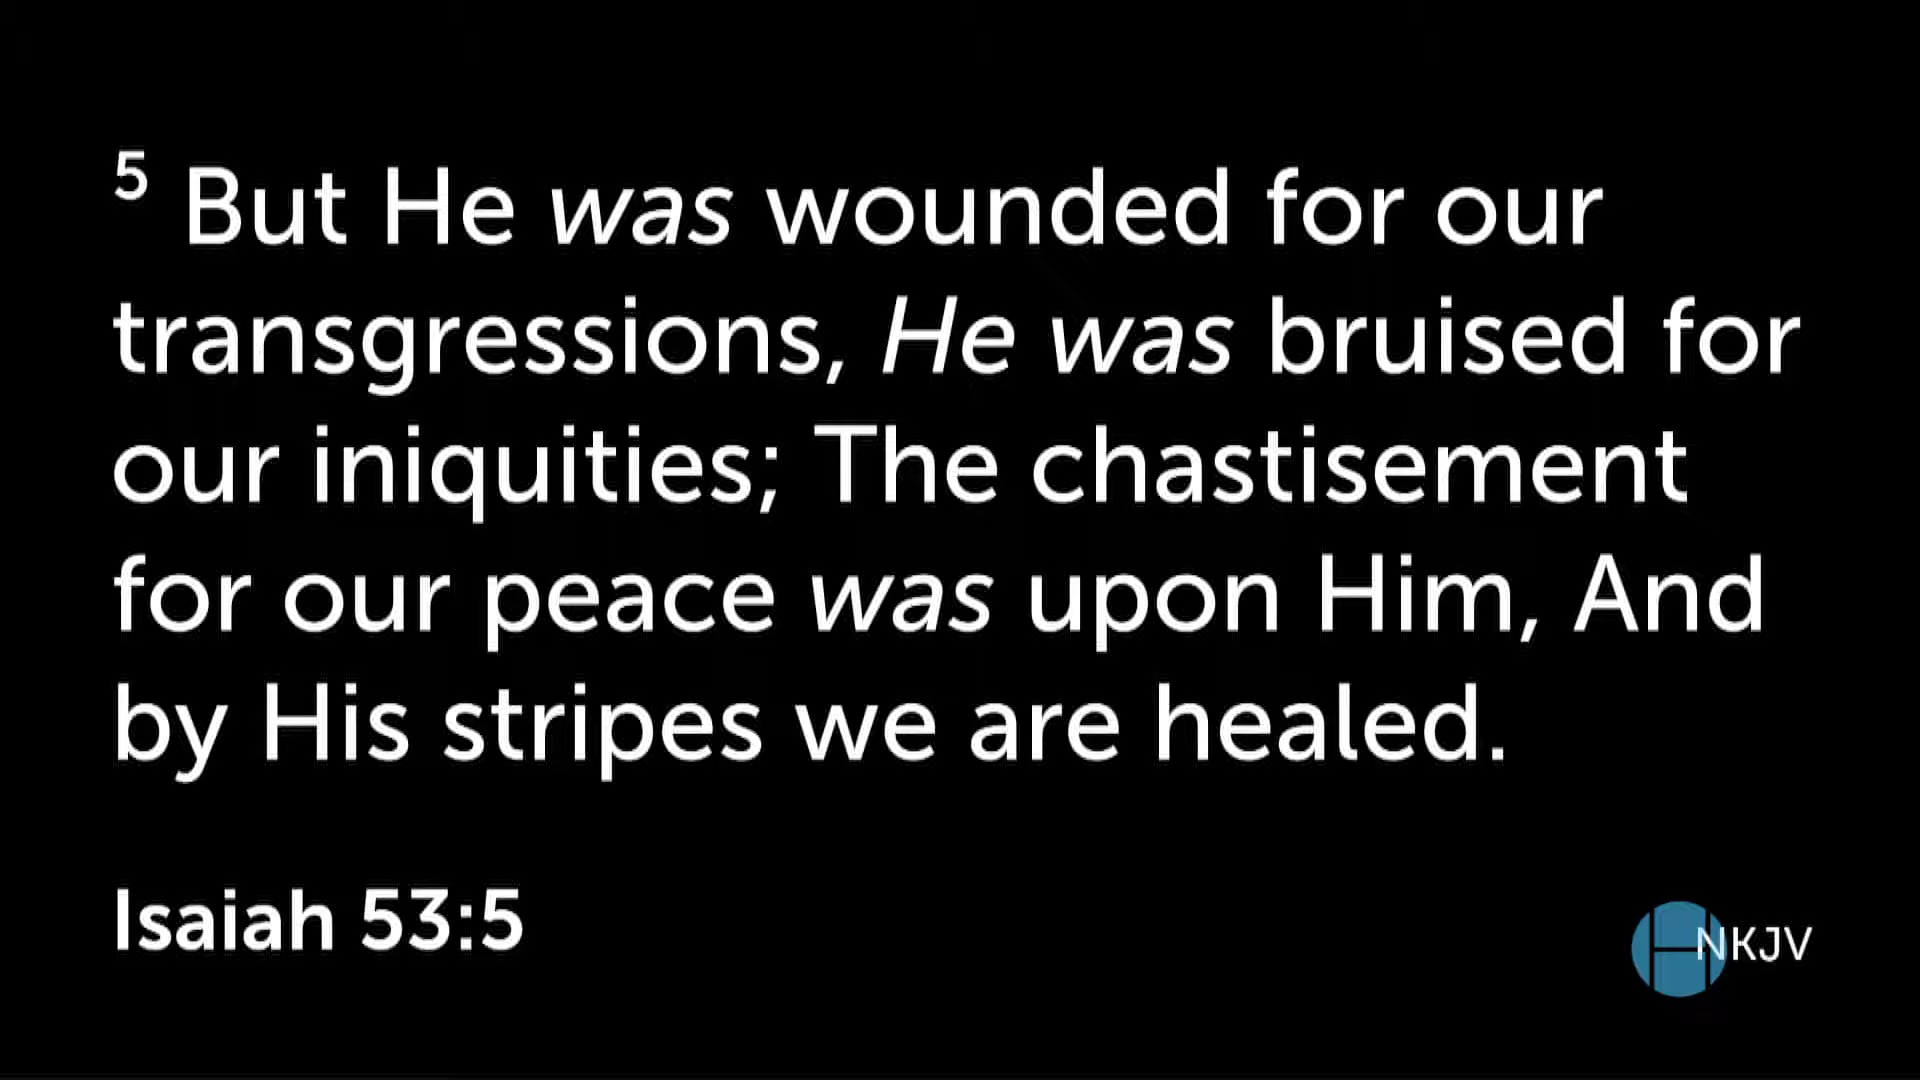 5 But He was wounded for our
transgressions, He was bruised for
our iniquities; The chastisement
for our peace was upon Him, And
by His stripes we are healed.
Isaiah 53:5
NKJV